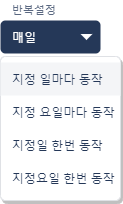 반복설정
매일
지정 일마다 동작
지정 요일마다 동작
지정일 한번 동작
지정요일 한번 동작